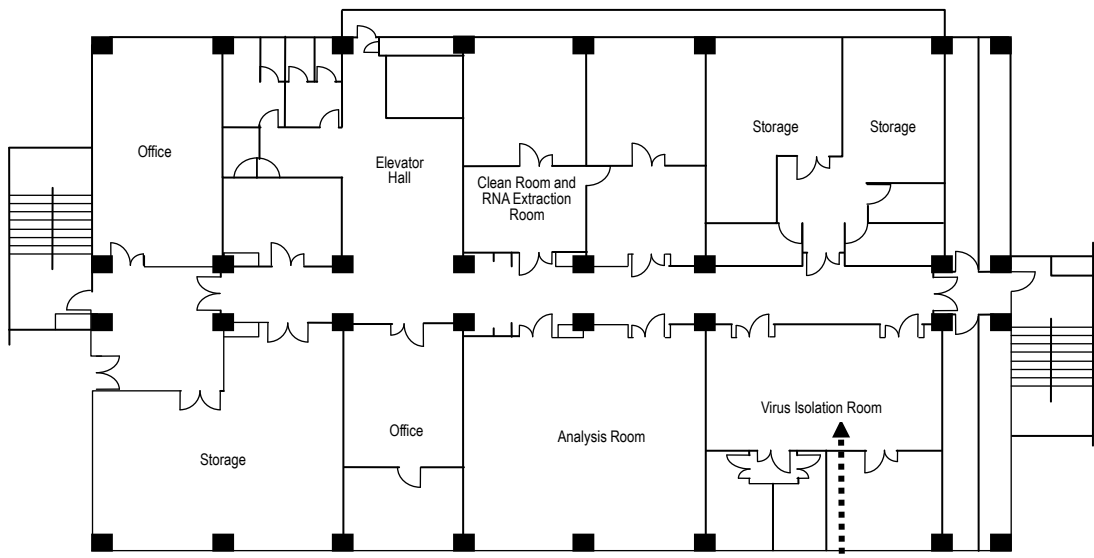 Storage
Storage
Office
Elevator
Hall
Clean Room and
RNA Extraction
Room
Virus Isolation Room
Office
Analysis Room
Storage